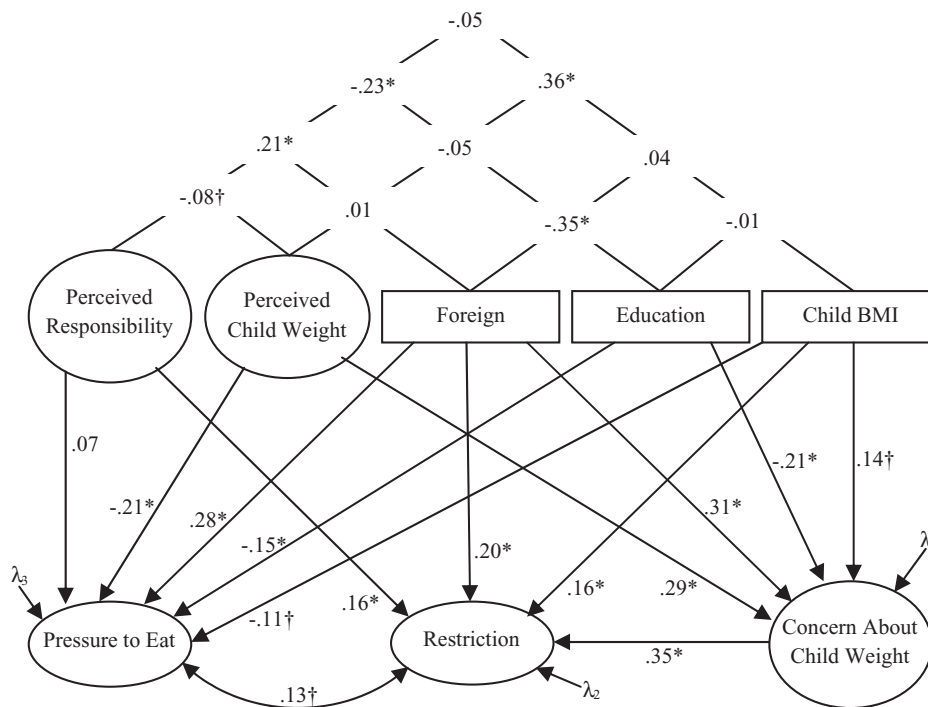 -.05
-.23* .36*
.21* -.05 .04
-.08† .01 -.35* -.01
Perceived
Responsibility
Perceived
Child Weight
Foreign
Education
Child BMI
.07
-.21*
.28*
-.15*
-.11†
.16*
.20*
.16*
.29*
.31*
-.21*
.14†
λ3
λ
Pressure to Eat
Restriction
Concern About
Child Weight
.35*
.13†
λ2